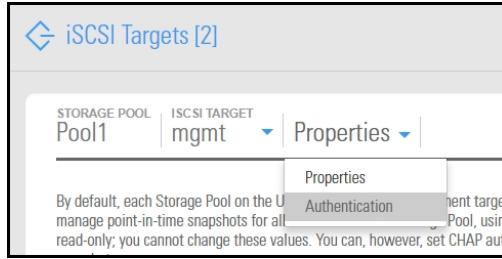 iSCSI Targets [2]
STORAGE POOL ISCSI TARGET
Pool1 mgmt Properties
Properties
Authentication
By default, each Storage Pool on the
manage point-in-time snapshots for all Pool,
read-only; you cannot change these values. You can, however, set CHAP